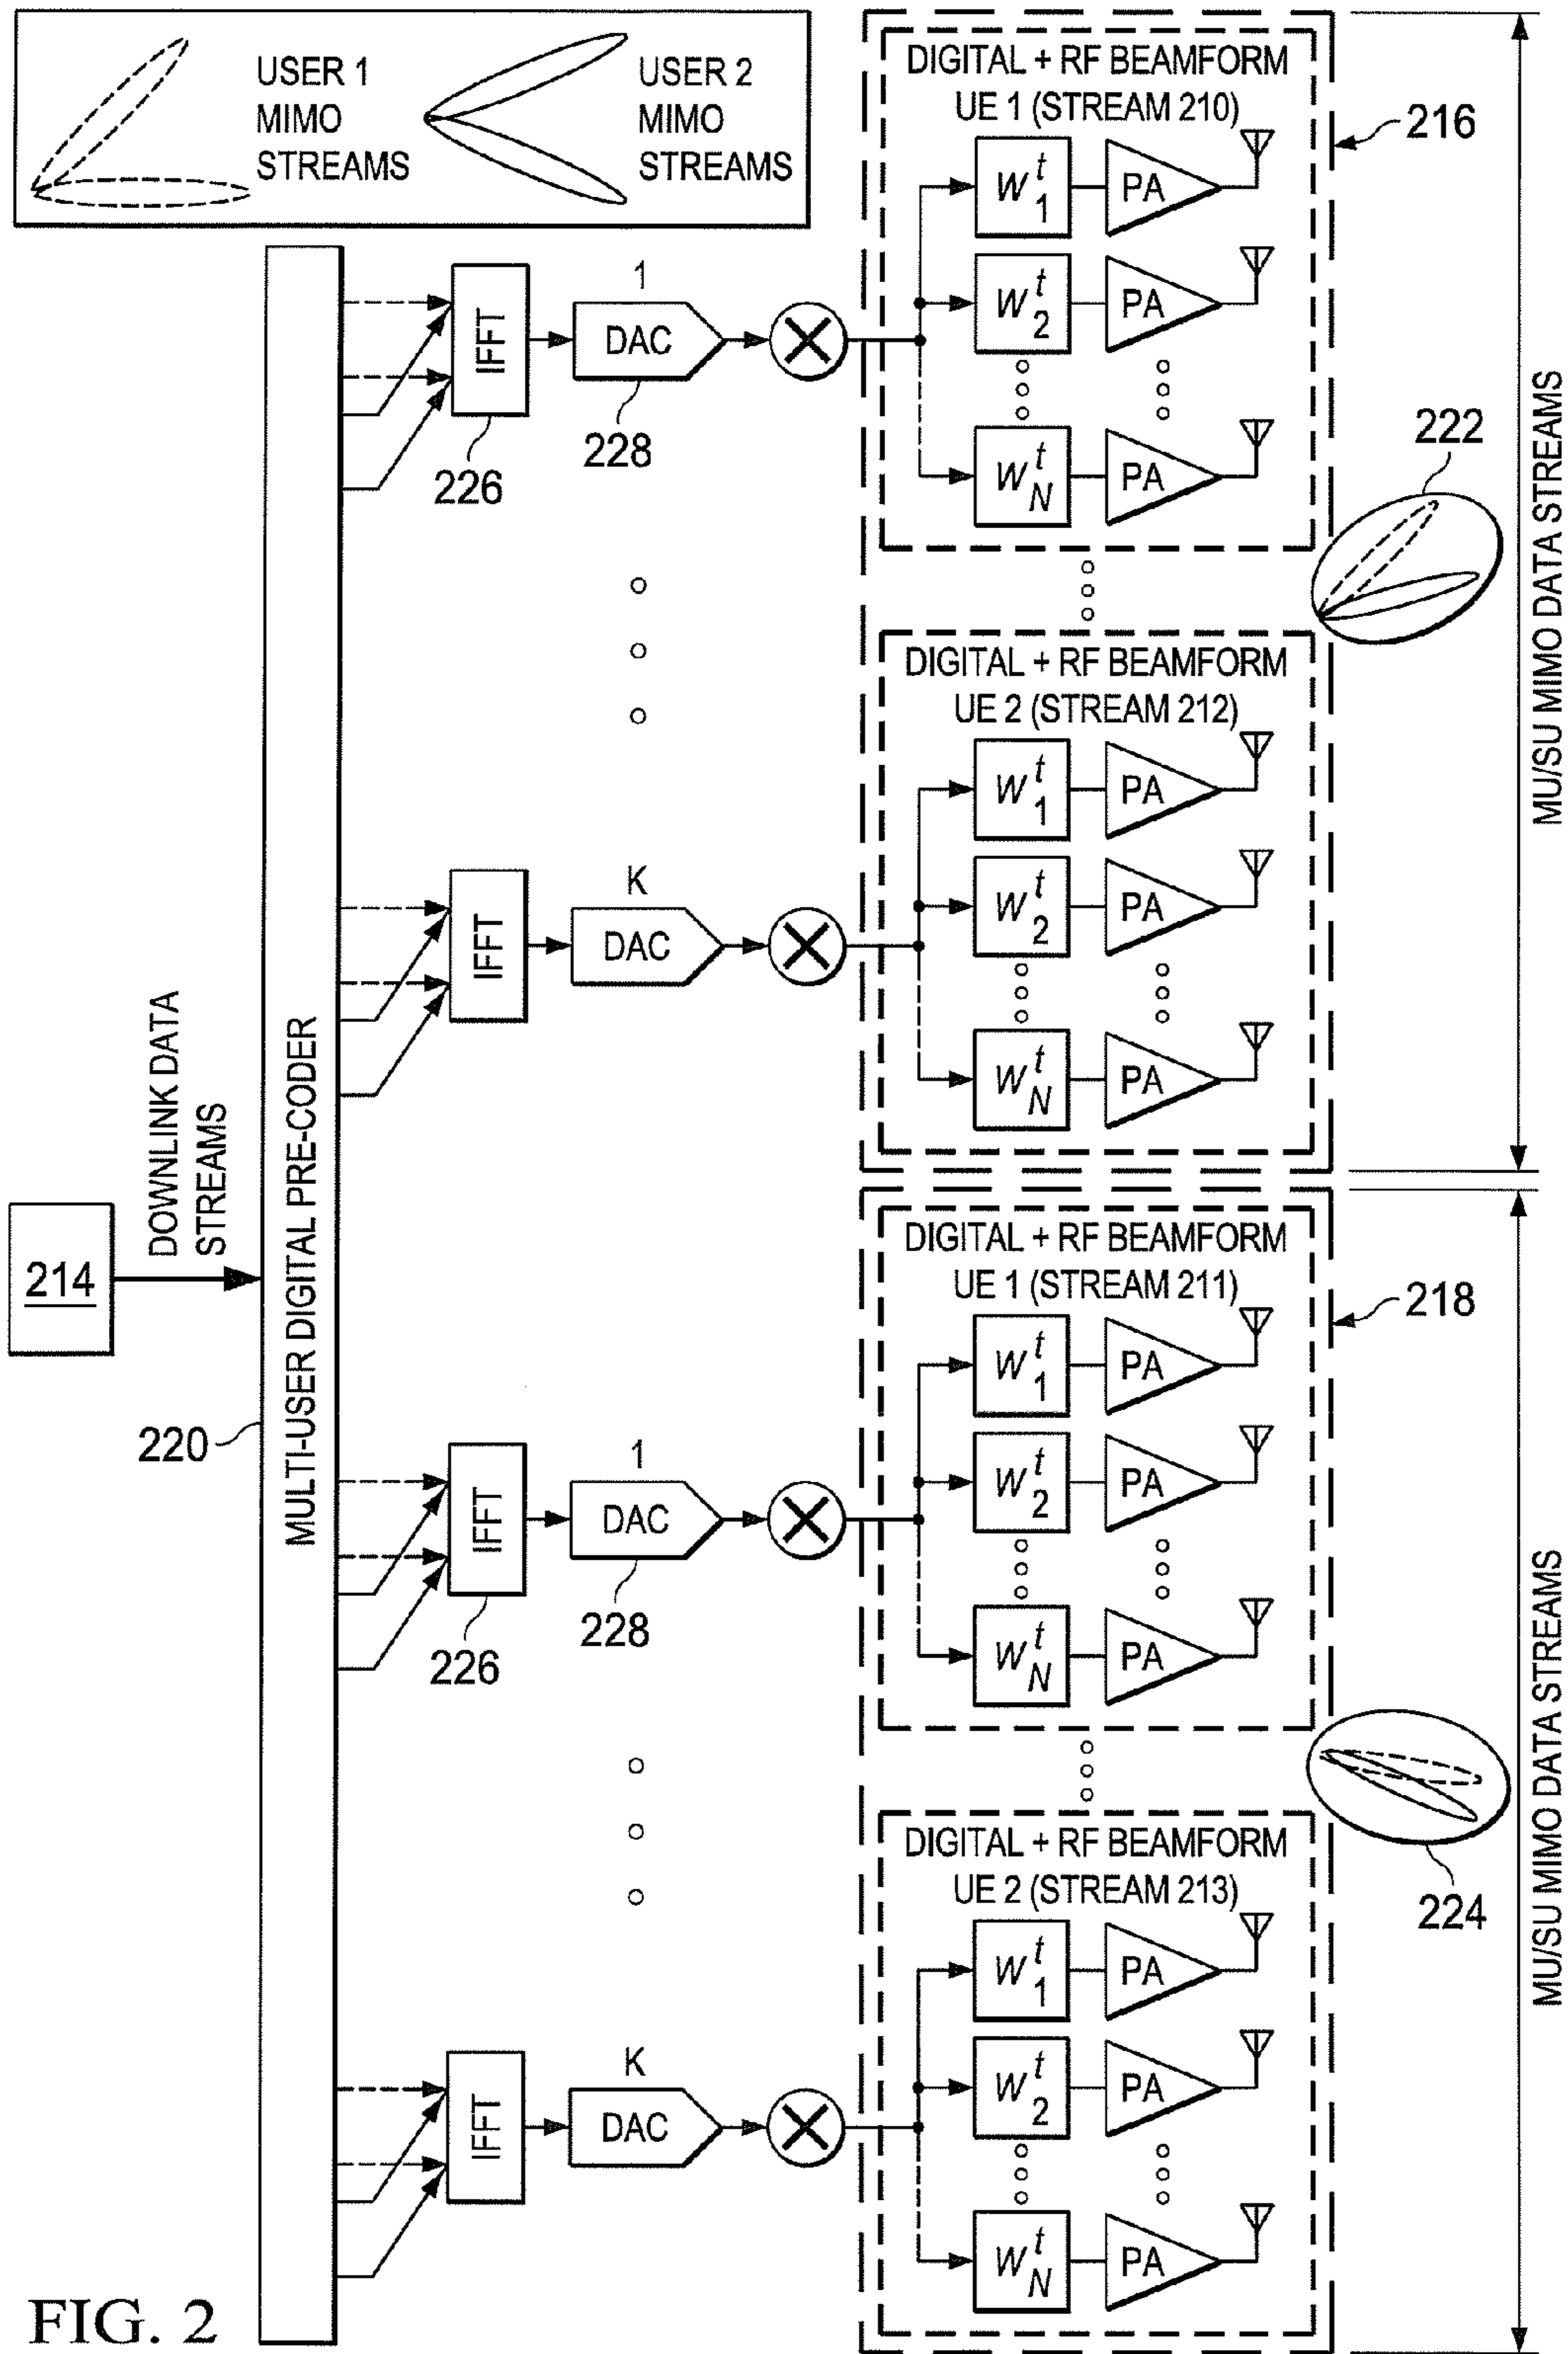 USER 1
MIMO
STREAMS
USER 2
MIMO
STREAMS
DIGITAL + RF BEAMFORM
UE 1 (STREAM 210)
216
W t 1
PA
W t 2
PA
W t N
PA
1
IFFT
DAC
226
228
222
MU/SU MIMO DATA STREAMS
DIGITAL + RF BEAMFORM
UE 2 (STREAM 212)
W t 1
PA
W t 2
PA
W t N
PA
K
IFFT
DAC
DOWNLINK DATA
STREAMS
214
MULTI-USER DIGITAL PRE-CODER
220
DIGITAL + RF BEAMFORM
UE 1 (STREAM 211)
218
W t 1
PA
W t 2
PA
W t N
PA
1
IFFT
DAC
226
228
224
MU/SU MIMO DATA STREAMS
DIGITAL + RF BEAMFORM
UE 2 (STREAM 213)
W t 1
PA
W t 2
PA
W t N
PA
K
IFFT
DAC
FIG. 2